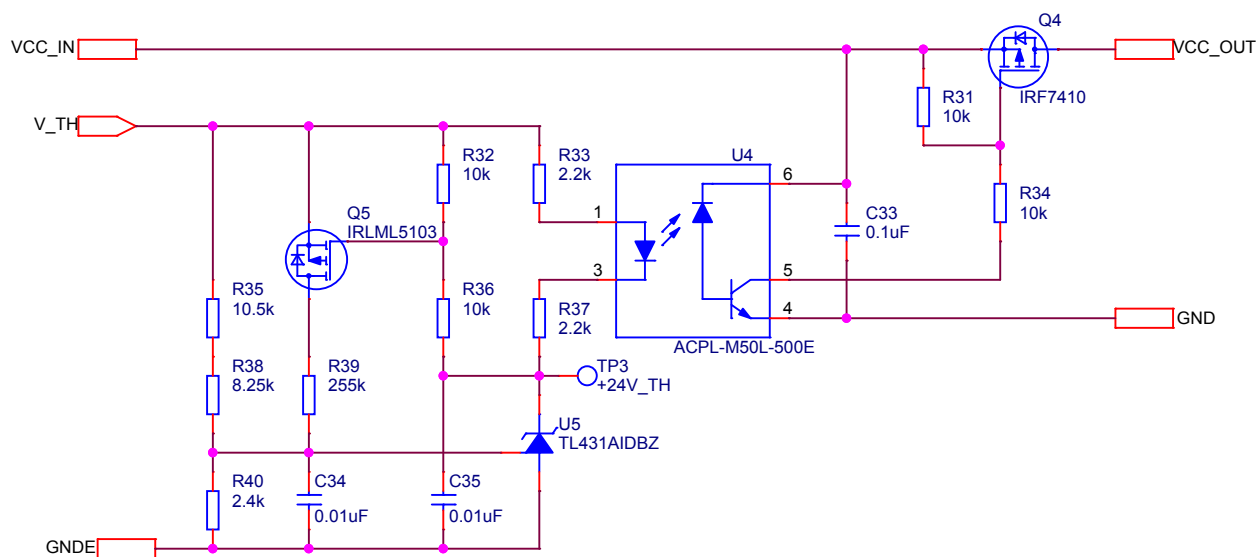 Q4
VCC_IN
VCC_OUT
R31
10k
IRF7410
V_TH
R32
10k
R33
2.2k
U4
6
R34
10k
1
C33
0.1uF
Q5
IRLML5103
3
5
R35
10.5k
R36
10k
R37
2.2k
4
GND
ACPL-M50L-500E
R38
8.25k
R39
255k
TP3
+24V_TH
U5
TL431AIDBZ
R40
2.4k
C34
0.01uF
C35
0.01uF
GNDE